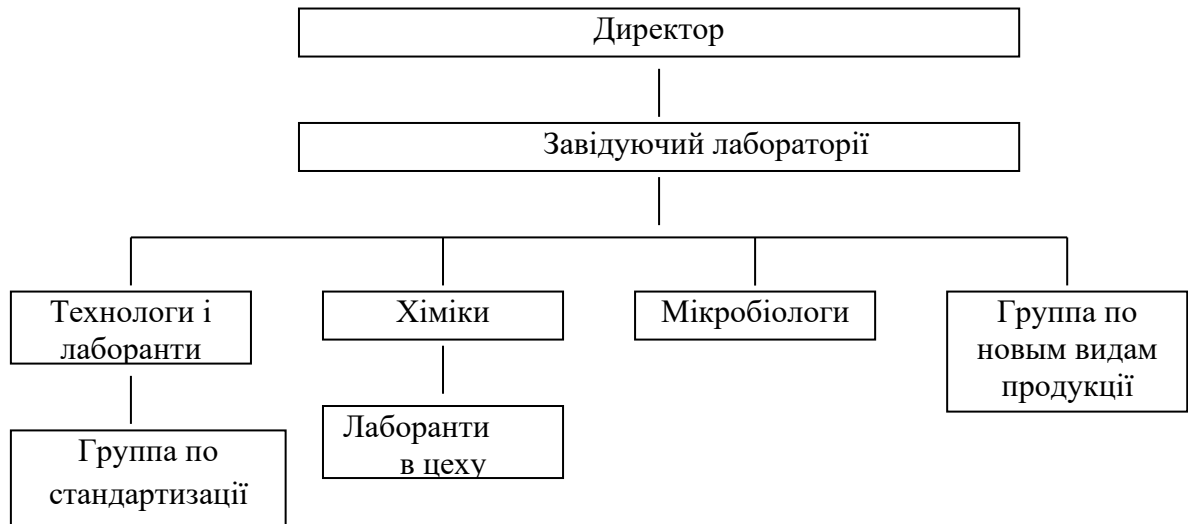 Директор
Завідуючий лабораторії
Технологи і
лаборанти
Хіміки
Мікробіологи
Группа по
новым видам
продукції
Группа по
стандартизації
Лаборанти
в цеху